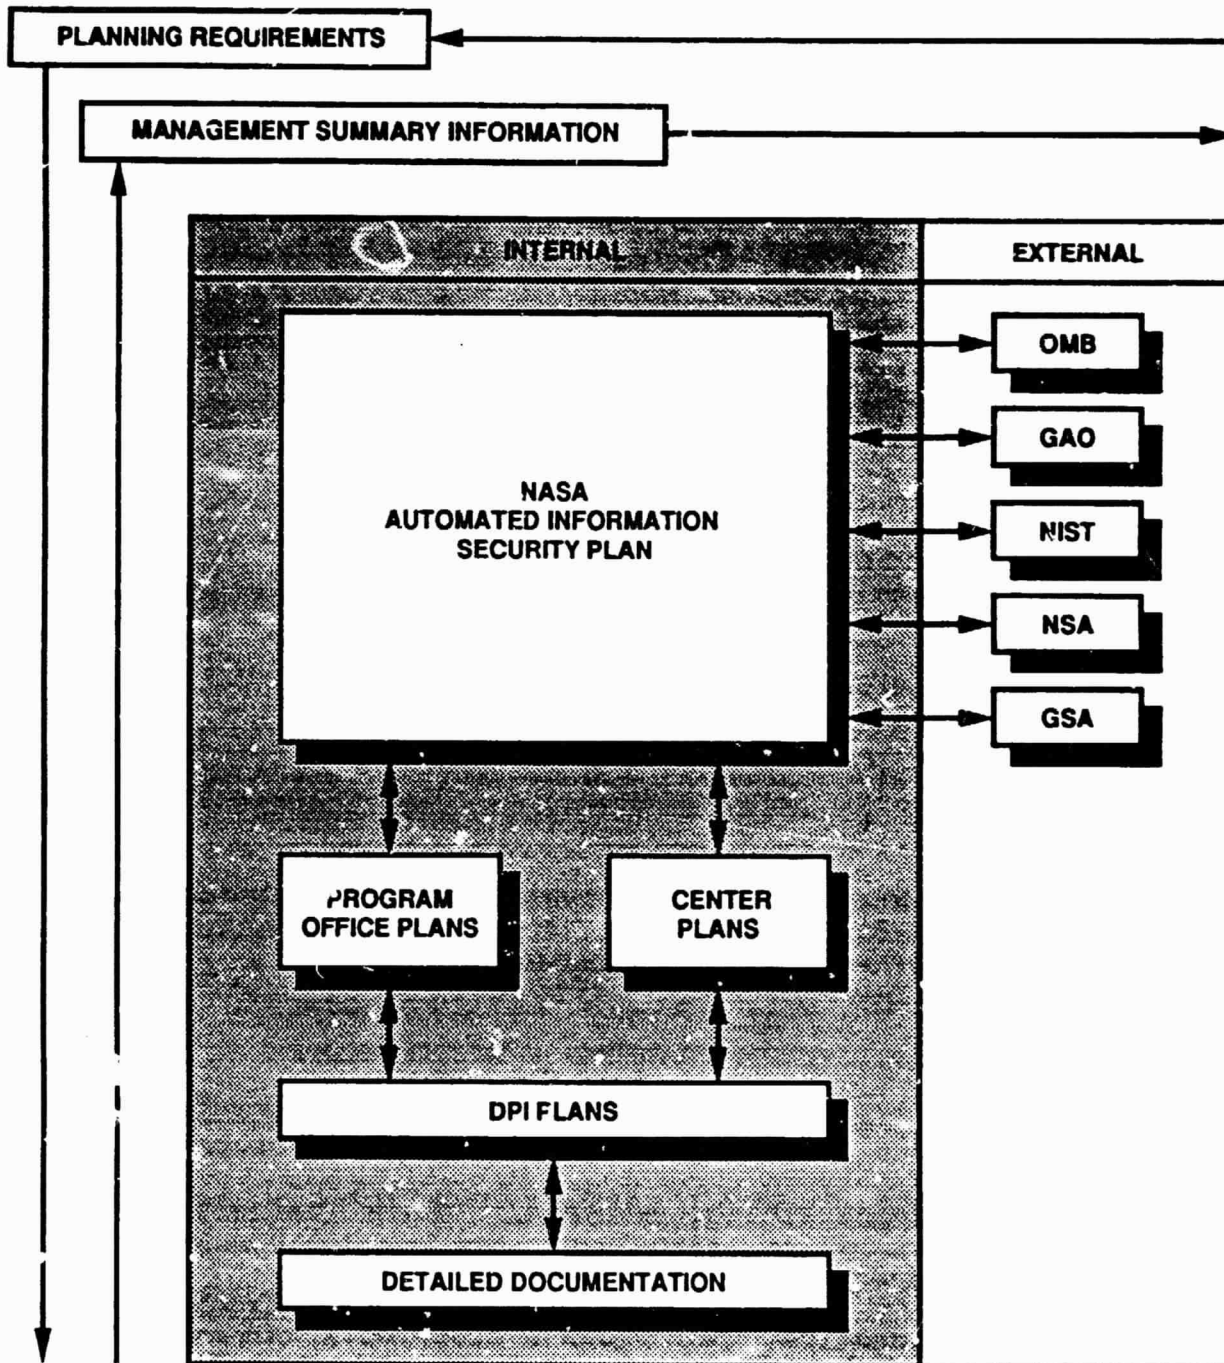 PLANNING REQUIREMENTS
MANAGEMENT SUMMARY INFORMATION
INTERNAL
EXTERNAL
NASA
AUTOMATED INFORMATION
SECURITY PLAN
OMB
GAO
NIST
NSA
GSA
PROGRAM
OFFICE PLANS
CENTER
PLANS
DPI PLANS
DETAILED DOCUMENTATION